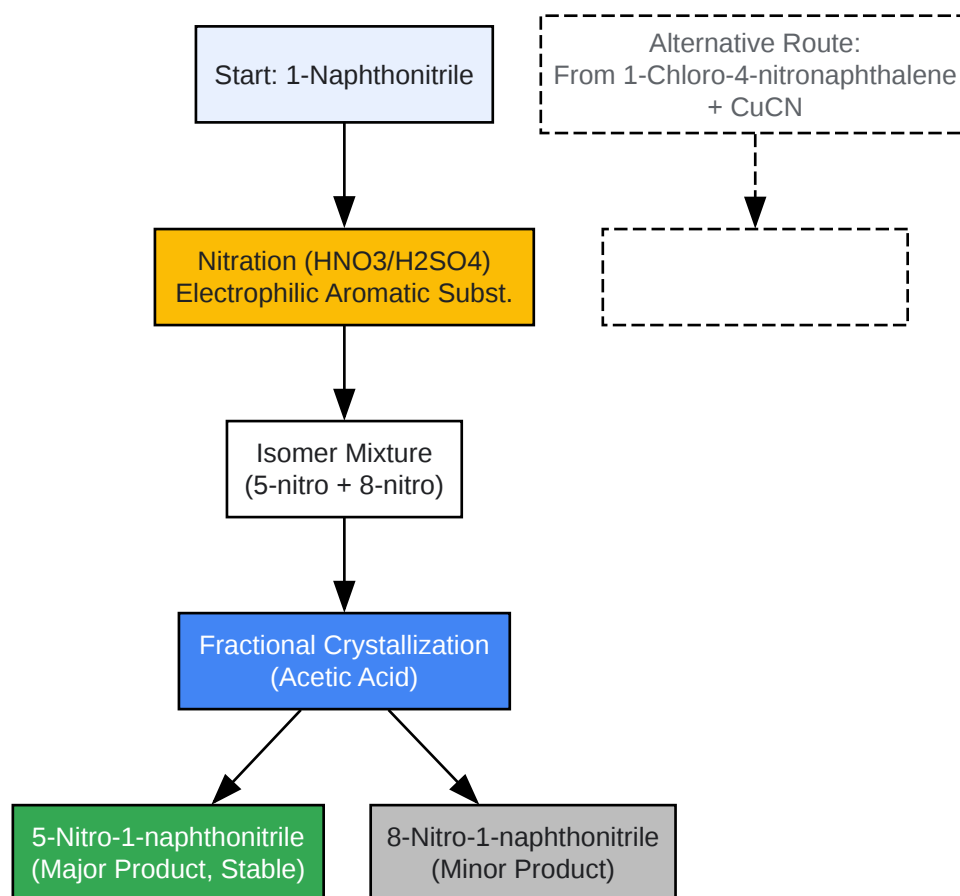 Start: 1-Naphthonitrile
Alternative Route:
From 1-Chloro-4-nitronaphthalene
+ CuCN
Nitration (HNO3/H2SO4)
Electrophilic Aromatic Subst.
Isomer Mixture
(5-nitro + 8-nitro)
Fractional Crystallization
(Acetic Acid)
5-Nitro-1-naphthonitrile
(Major Product, Stable)
8-Nitro-1-naphthonitrile
(Minor Product)